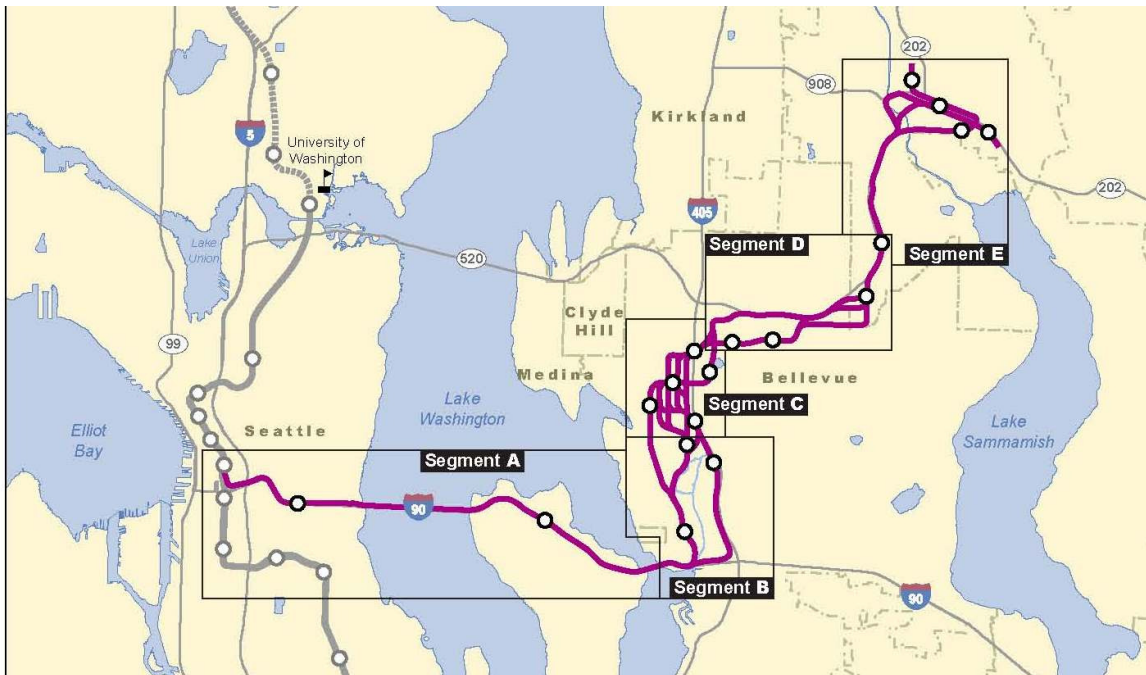 202
908
Kirkland
5
University of
Washington
202
405
Lake
Union
520
Segment D
Segment E
Clyde
Hill
99
Medina
Bellevue
Lake
Washington
Segment C
Elliot
Bay
Seattle
Lake
Sammamish
Segment A
90
Segment B
90